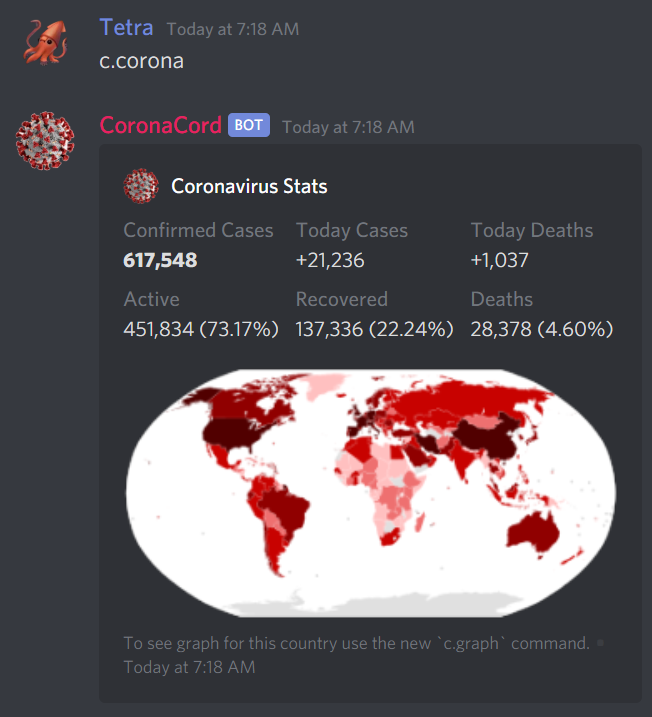 Tetra Today at 7:18 AM
c.corona
CoronaCord BOT Today at 7:18 AM
Coronavirus Stats
Confirmed Cases Today Cases Today Deaths
617,548 +21,236 +1,037
Active Recovered Deaths
451,834 (73.17%) 137,336 (22.24%) 28,378 (4.60%)
To see graph for this country use the new `c.graph` command. •
Today at 7:18 AM